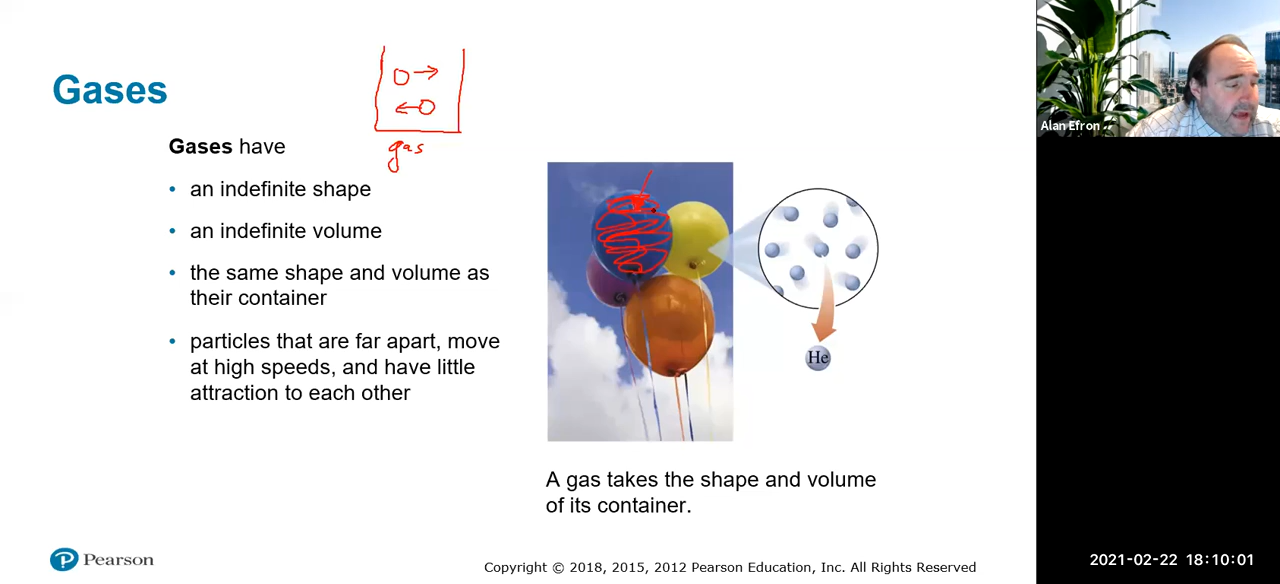 Gases
gas
Gases have
• an indefinite shape
• an indefinite volume
• the same shape and volume as
their container
• particles that are far apart, move
at high speeds, and have little
attraction to each other
He
A gas takes the shape and volume
of its container.
P Pearson
Copyright © 2018, 2015, 2012 Pearson Education, Inc. All Rights Reserved
Alan Efron
2021-02-22 18:10:01